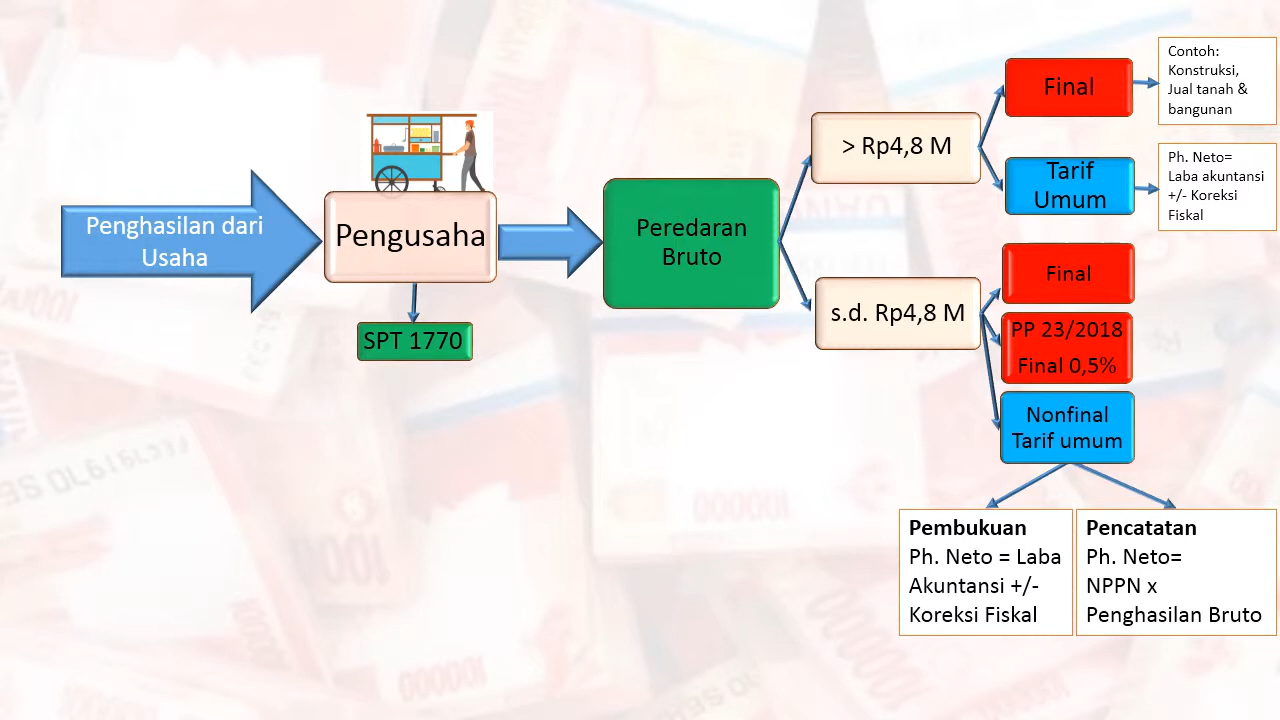 Penghasilan dari
Usaha
Pengusaha
SPT 1770
Peredaran
Bruto
> Rp4,8 M
s.d. Rp4,8 M
Final
Contoh:
Konstruksi,
Jual tanah &
bangunan
Tarif
Umum
Ph. Neto=
Laba akuntansi
+/- Koreksi
Fiskal
Final
PP 23/2018
Final 0,5%
Nonfinal
Tarif umum
Pembukuan
Ph. Neto = Laba
Akuntansi +/-
Koreksi Fiskal
Pencatatan
Ph. Neto=
NPPN x
Penghasilan Bruto